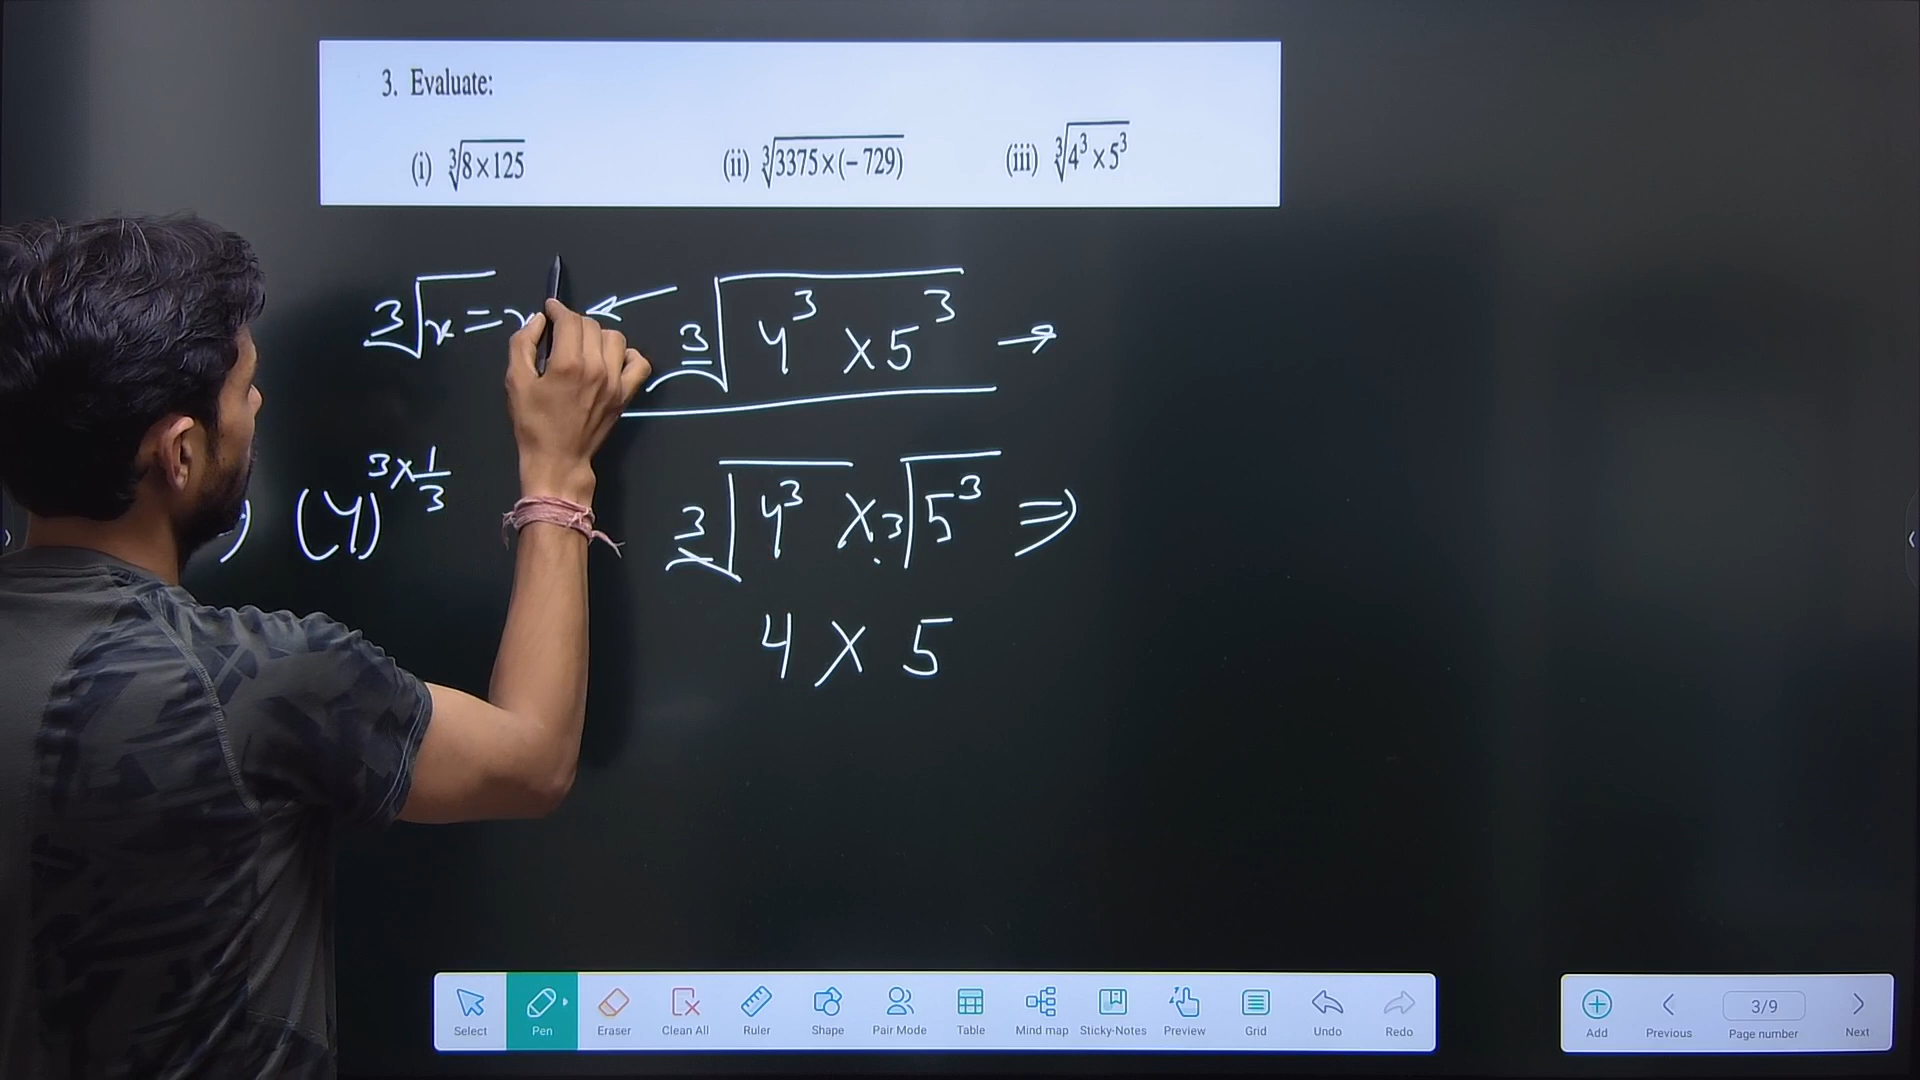 3. Evaluate:
(i) ∛8×125 (ii) ∛3375×(−729) (iii) ∛4³×5³
∛x = x
∛4³ × 5³ →
) (4)^3×1/3
∛4³ × ∛5³ ⇒
4 × 5
Select Pen Eraser Clean All Ruler Shape Pair Mode Table Mind map Sticky-Notes Preview Grid Undo Redo
Add Previous 3/9 Page number Next